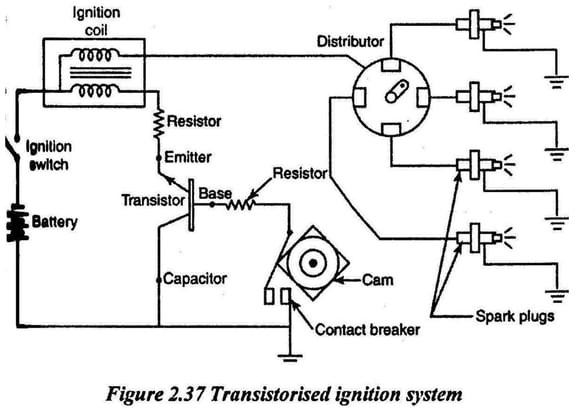 Ignition
coil
Distributor
Resistor
Ignition
switch
Emitter
Resistor
Transistor
Base
Battery
Capacitor
Cam
Contact breaker
Spark plugs
Figure 2.37 Transistorised ignition system